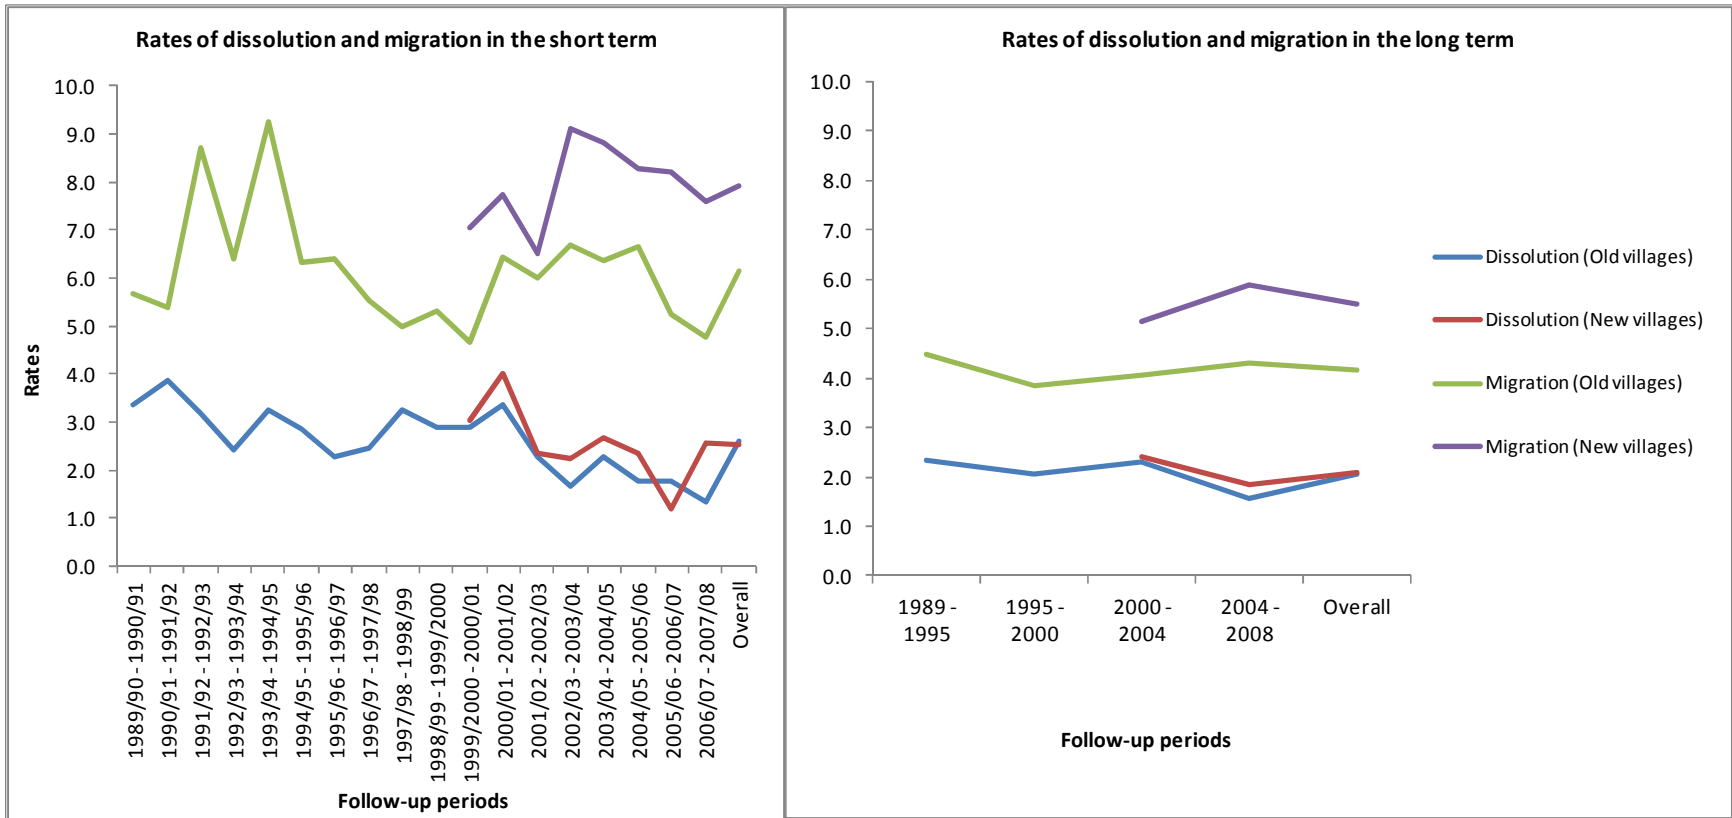 Rates of dissolution and migration in the short term
10.0
9.0
8.0
7.0
6.0
5.0
4.0
3.0
2.0
1.0
0.0
Rates
1989/90 - 1990/91
1990/91 - 1991/92
1991/92 - 1992/93
1992/93 - 1993/94
1993/94 - 1994/95
1994/95 - 1995/96
1995/96 - 1996/97
1996/97 - 1997/98
1997/98 - 1998/99
1998/99 - 1999/2000
1999/2000 - 2000/01
2000/01 - 2001/02
2001/02 - 2002/03
2002/03 - 2003/04
2003/04 - 2004/05
2004/05 - 2005/06
2005/06 - 2006/07
2006/07 - 2007/08
Overall
Follow-up periods
Rates of dissolution and migration in the long term
10.0
9.0
8.0
7.0
6.0
5.0
4.0
3.0
2.0
1.0
0.0
1989 -
1995
1995 -
2000
2000 -
2004
2004 -
2008
Overall
Follow-up periods
Dissolution (Old villages)
Dissolution (New villages)
Migration (Old villages)
Migration (New villages)